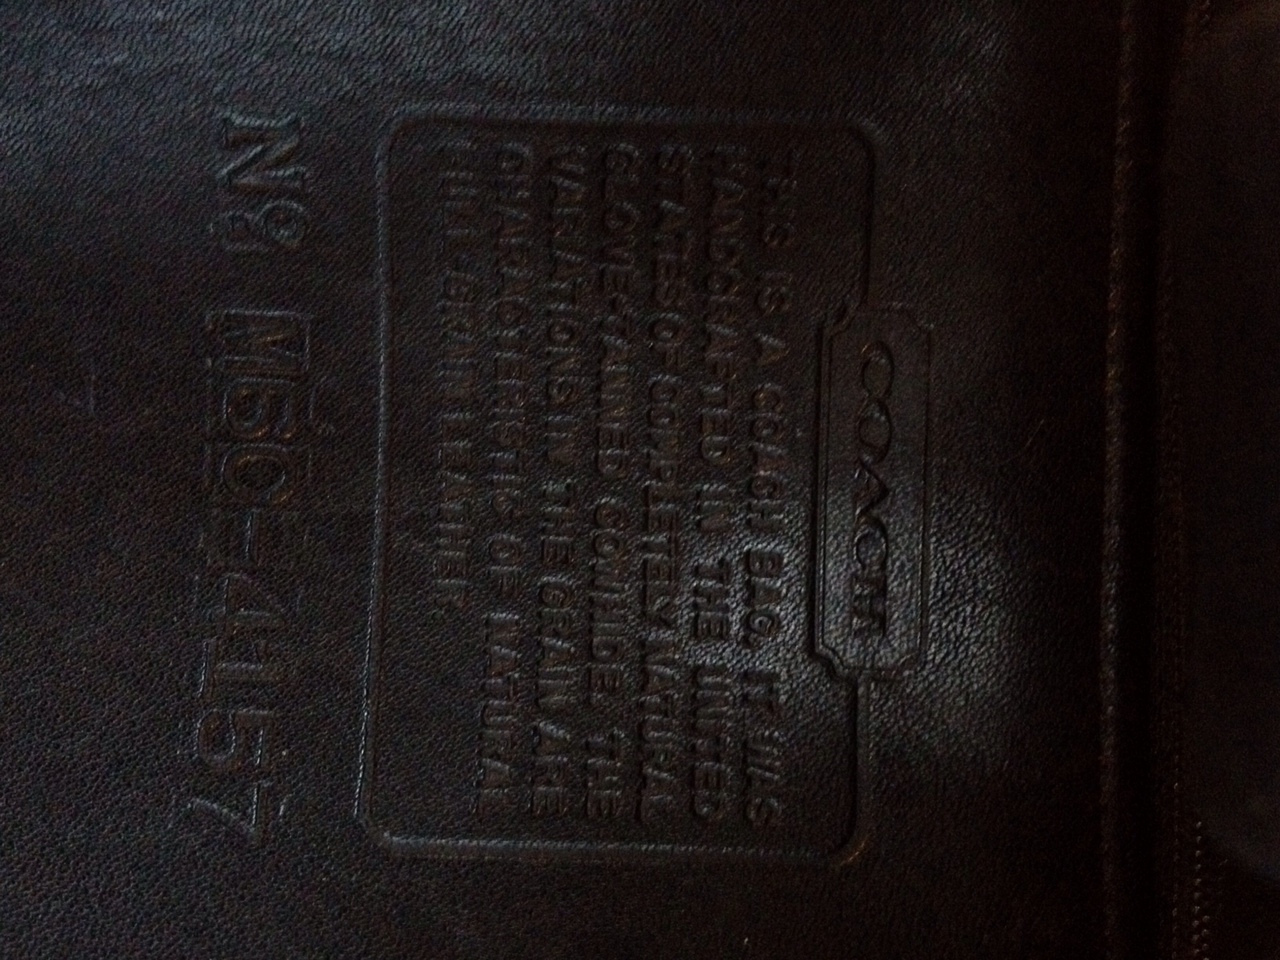 COACH
THIS IS A COACH BAG. IT WAS
HANDCRAFTED IN THE UNITED
STATES OF COMPLETELY NATURAL
GLOVE-TANNED COWHIDE. THE
VARIATIONS IN THE GRAIN ARE
CHARACTERISTIC OF NATURAL
FULL-GRAIN LEATHER.
Nº M6C-4157